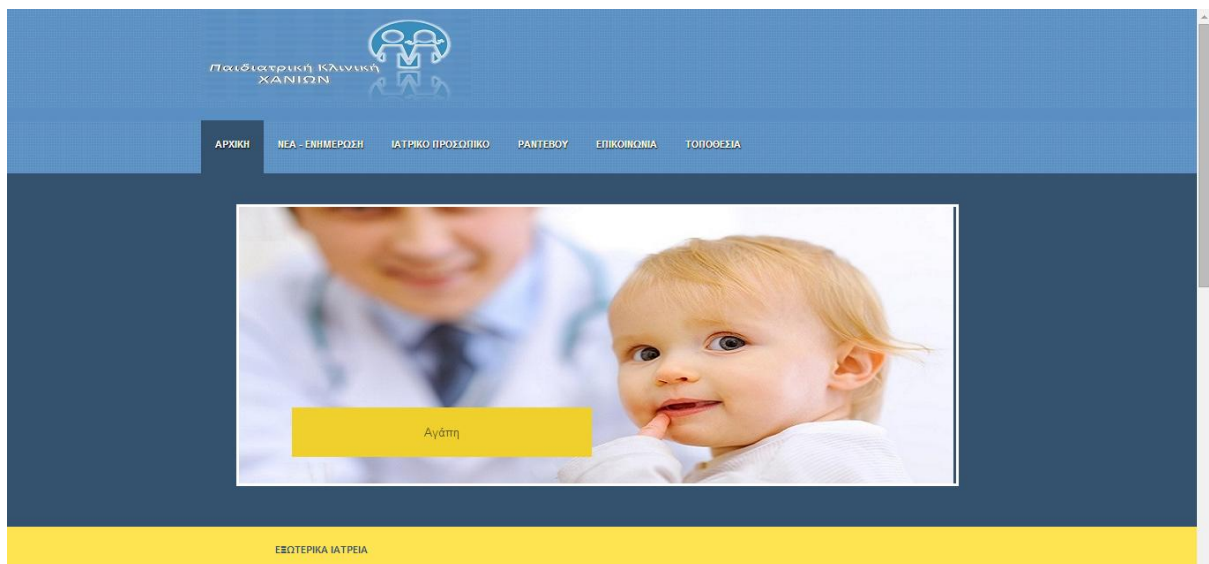 Παιδιατρική Κλινική
ΧΑΝΙΩΝ
ΑΡΧΙΚΗ ΝΕΑ - ΕΝΗΜΕΡΩΣΗ ΙΑΤΡΙΚΟ ΠΡΟΣΩΠΙΚΟ ΡΑΝΤΕΒΟΥ ΕΠΙΚΟΙΝΩΝΙΑ ΤΟΠΟΘΕΣΙΑ
Αγάπη
ΕΞΩΤΕΡΙΚΑ ΙΑΤΡΕΙΑ